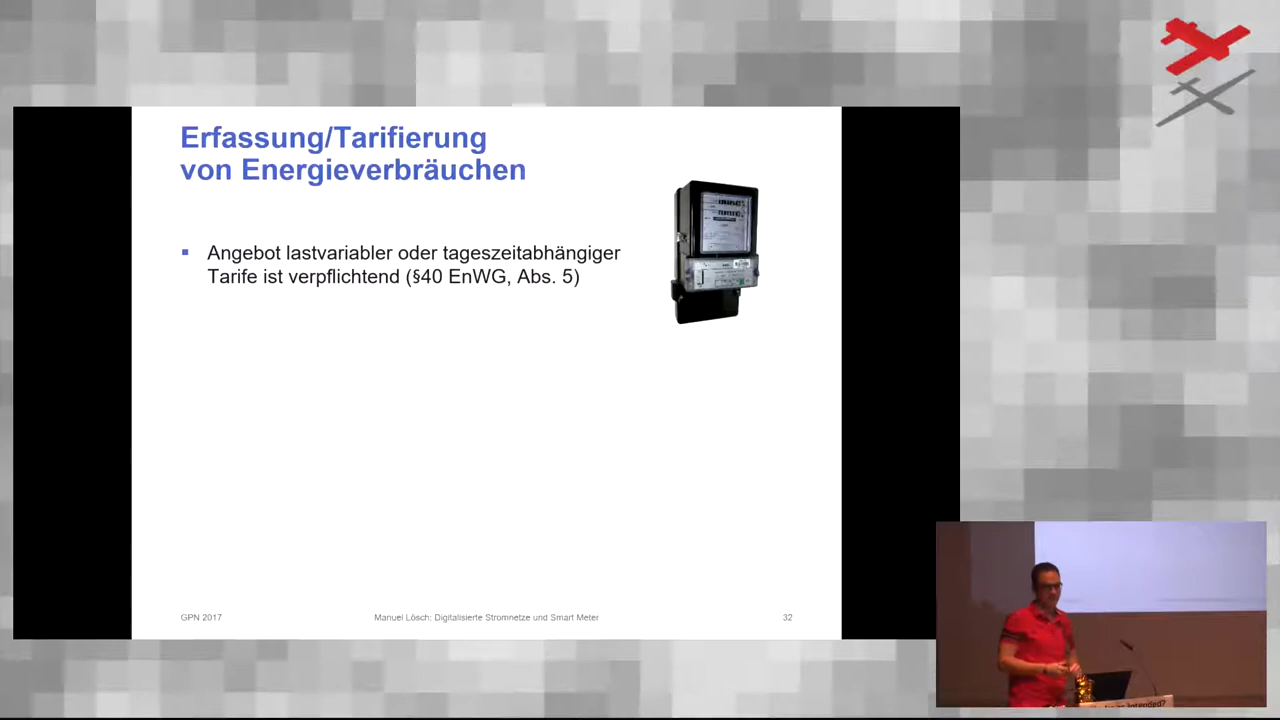 Erfassung/Tarifierung
von Energieverbräuchen
▪ Angebot lastvariabler oder tageszeitabhängiger
Tarife ist verpflichtend (§40 EnWG, Abs. 5)
GPN 2017
Manuel Lösch: Digitalisierte Stromnetze und Smart Meter
32
intended?